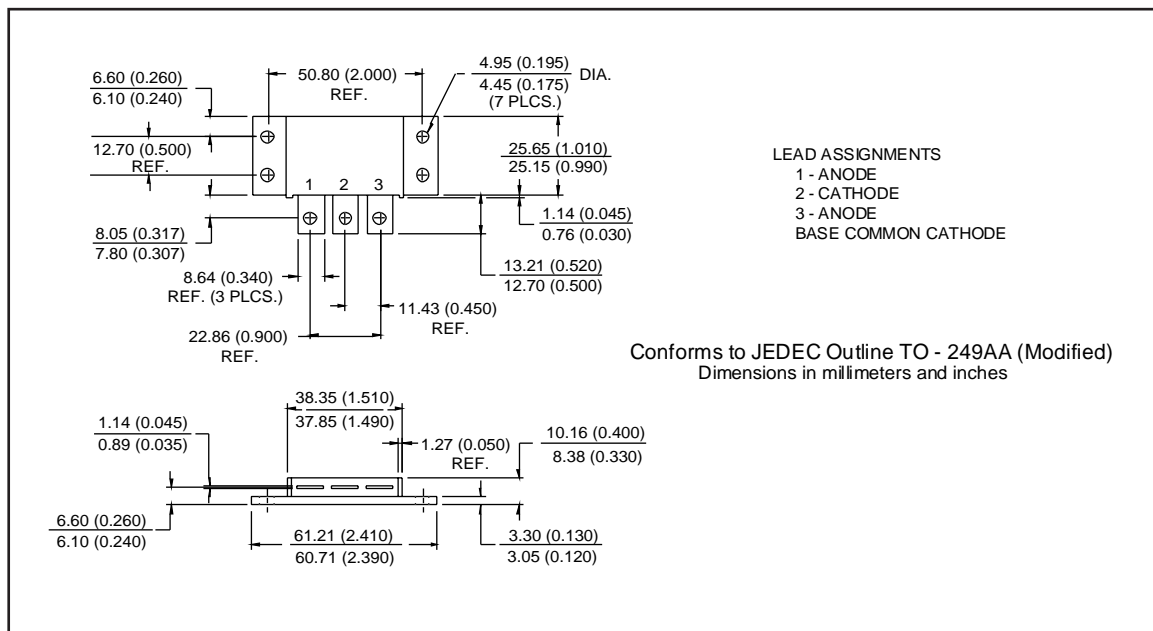 6.60 (0.260)
6.10 (0.240)
50.80 (2.000)
REF.
4.95 (0.195)
4.45 (0.175)
DIA.
(7 PLCS.)
12.70 (0.500)
REF.
25.65 (1.010)
25.15 (0.990)
1 2 3
8.05 (0.317)
7.80 (0.307)
1.14 (0.045)
0.76 (0.030)
8.64 (0.340)
REF. (3 PLCS.)
13.21 (0.520)
12.70 (0.500)
11.43 (0.450)
REF.
22.86 (0.900)
REF.
LEAD ASSIGNMENTS
1 - ANODE
2 - CATHODE
3 - ANODE
BASE COMMON CATHODE
Conforms to JEDEC Outline TO - 249AA (Modified)
Dimensions in millimeters and inches
38.35 (1.510)
37.85 (1.490)
1.14 (0.045)
0.89 (0.035)
1.27 (0.050)
REF.
10.16 (0.400)
8.38 (0.330)
6.60 (0.260)
6.10 (0.240)
61.21 (2.410)
60.71 (2.390)
3.30 (0.130)
3.05 (0.120)